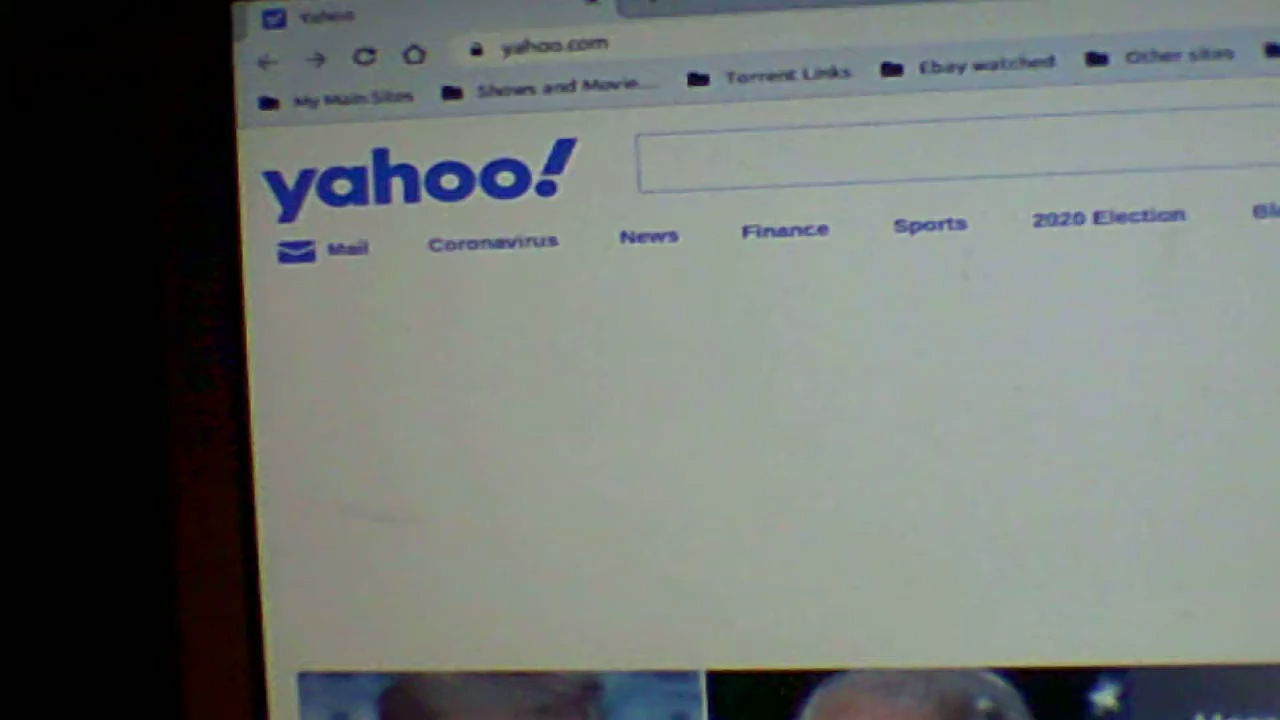 Yahoo
yahoo.com
My Main Sites Shows and Movie... Torrent Links Ebay watched Other sites
yahoo!
Mail Coronavirus News Finance Sports 2020 Election